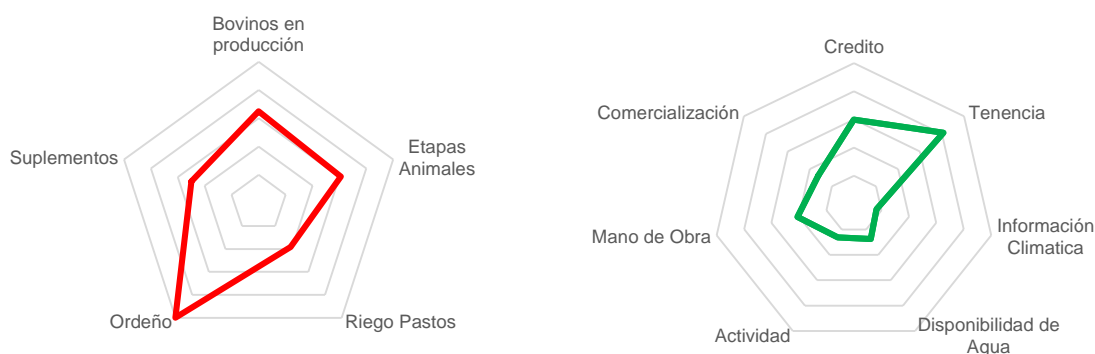 Bovinos en
producción
Etapas
Animales
Riego Pastos
Ordeño
Suplementos
Credito
Tenencia
Información
Climatica
Disponibilidad de
Agua
Actividad
Mano de Obra
Comercialización